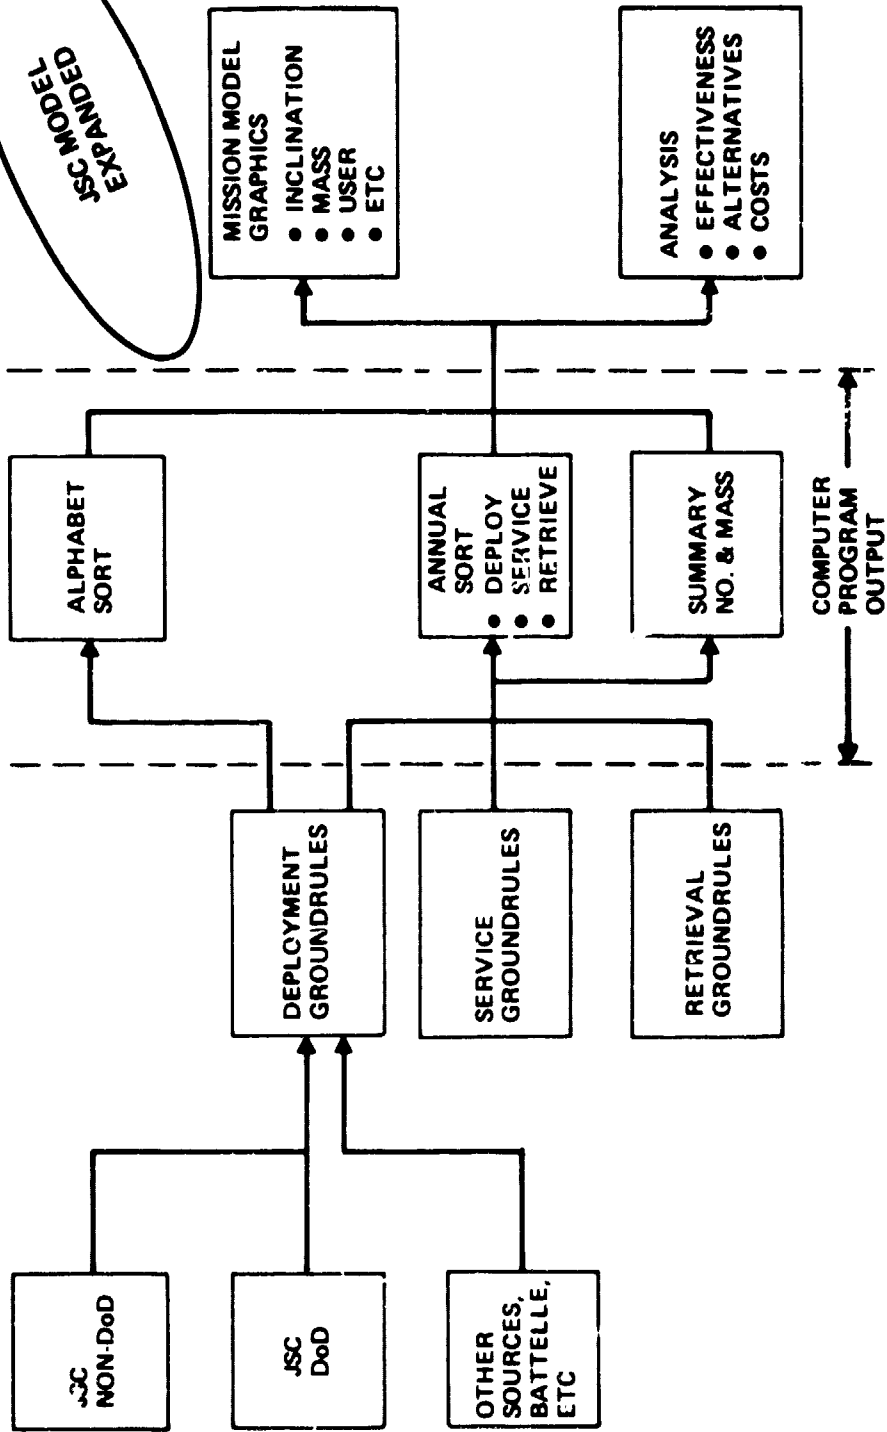 JSC MODEL
EXPANDED
JSC
NON-DoD
JSC
DoD
OTHER
SOURCES,
BATTELLE,
ETC
DEPLOYMENT
GROUNDRULES
SERVICE
GROUNDRULES
RETRIEVAL
GROUNDRULES
ALPHABET
SORT
ANNUAL
SORT
● DEPLOY
● SERVICE
● RETRIEVE
SUMMARY
NO. & MASS
COMPUTER
PROGRAM
OUTPUT
MISSION MODEL
GRAPHICS
● INCLINATION
● MASS
● USER
● ETC
ANALYSIS
● EFFECTIVENESS
● ALTERNATIVES
● COSTS